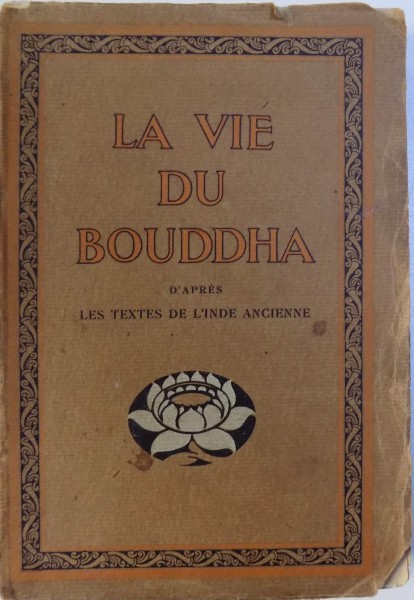 LA VIE
DU
BOUDDHA
D'APRÈS
LES TEXTES DE L'INDE ANCIENNE